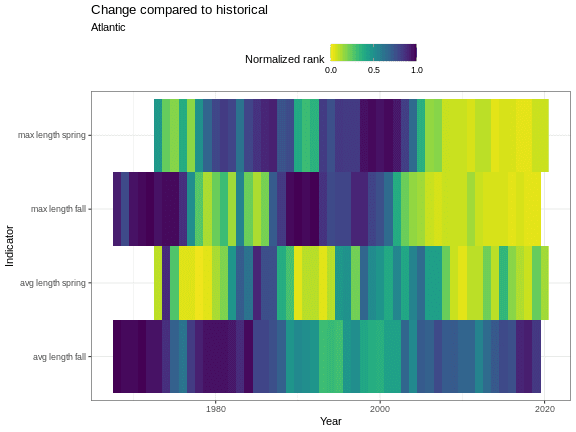 Change compared to historical
Atlantic
Normalized rank
0.0 0.5 1.0
max length spring
max length fall
avg length spring
avg length fall
Indicator
1980 2000 2020
Year